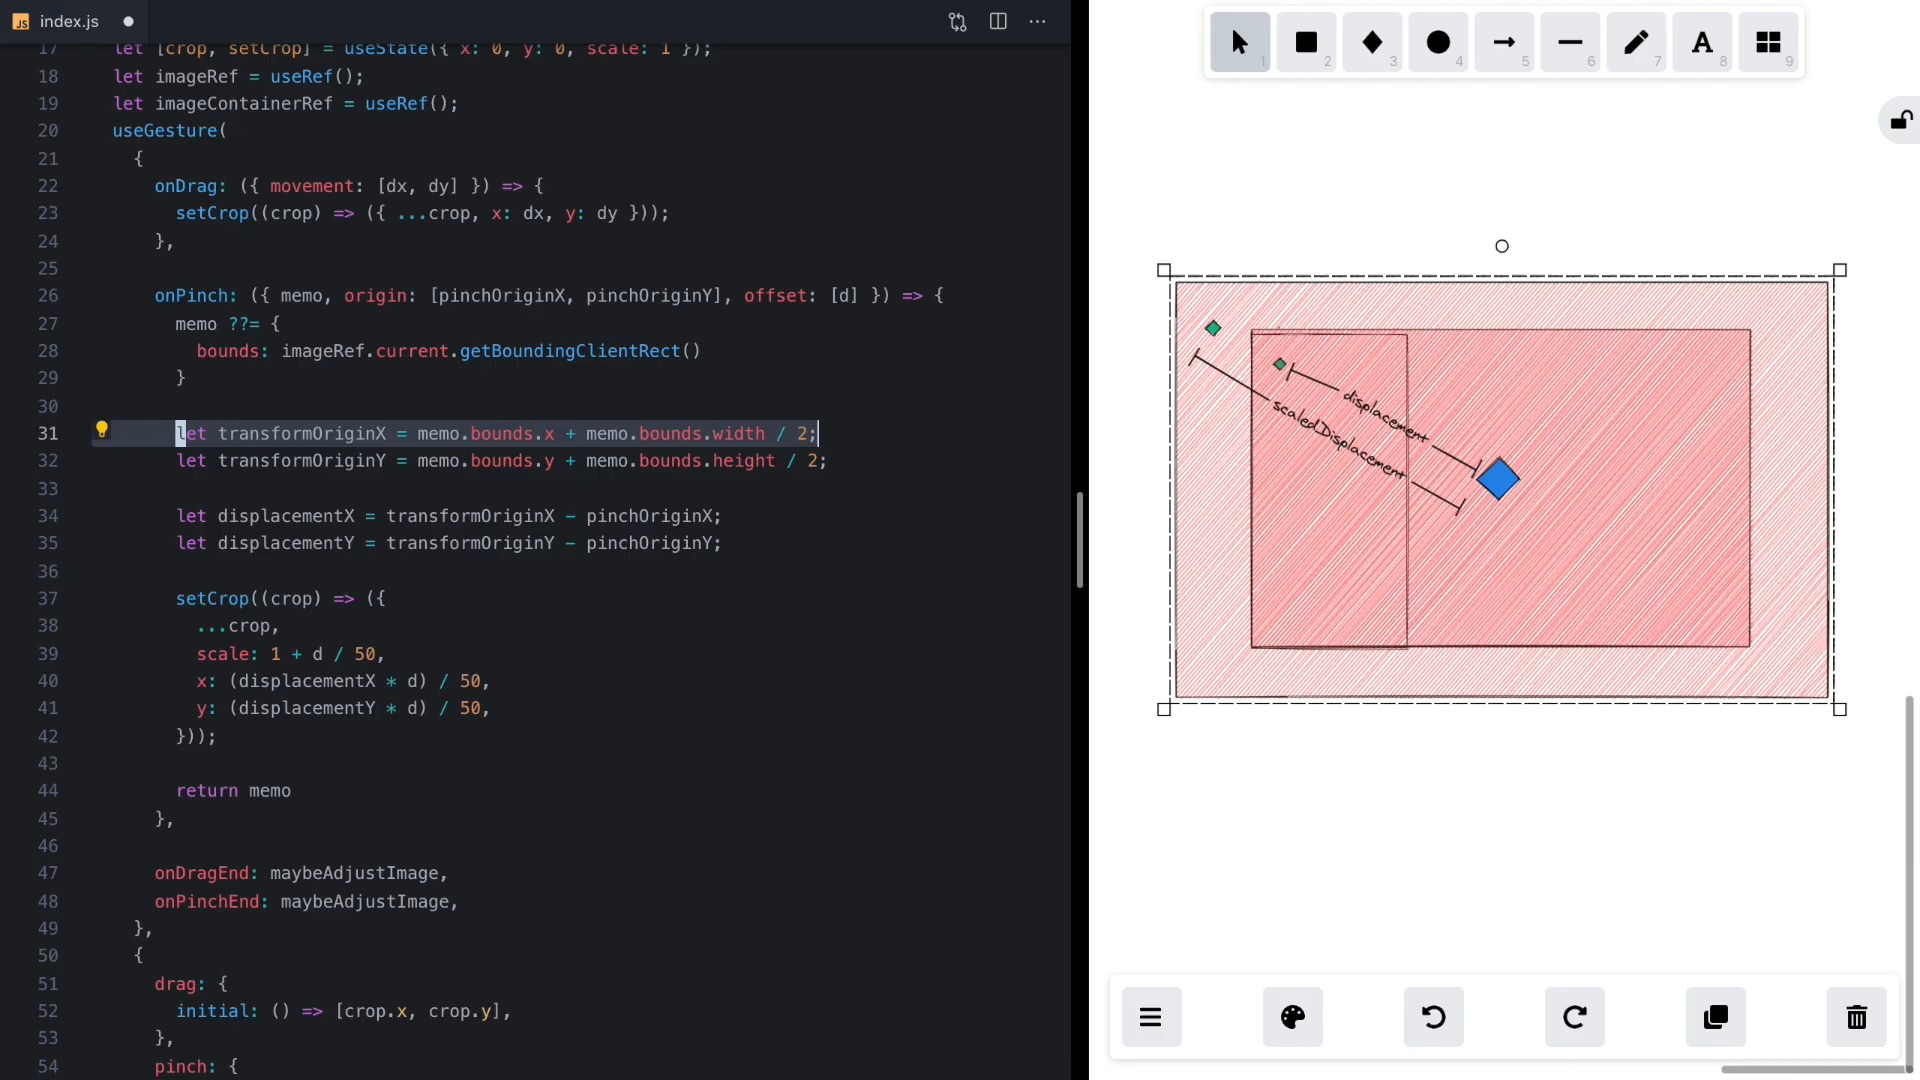 index.js
17 let [crop, setCrop] = useState({ x: 0, y: 0, scale: 1 });
18 let imageRef = useRef();
19 let imageContainerRef = useRef();
20 useGesture(
21 {
22 onDrag: ({ movement: [dx, dy] }) => {
23 setCrop((crop) => ({ ...crop, x: dx, y: dy }));
24 },
25
26 onPinch: ({ memo, origin: [pinchOriginX, pinchOriginY], offset: [d] }) => {
27 memo ??= {
28 bounds: imageRef.current.getBoundingClientRect()
29 }
30
31 let transformOriginX = memo.bounds.x + memo.bounds.width / 2;
32 let transformOriginY = memo.bounds.y + memo.bounds.height / 2;
33
34 let displacementX = transformOriginX - pinchOriginX;
35 let displacementY = transformOriginY - pinchOriginY;
36
37 setCrop((crop) => ({
38 ...crop,
39 scale: 1 + d / 50,
40 x: (displacementX * d) / 50,
41 y: (displacementY * d) / 50,
42 }));
43
44 return memo
45 },
46
47 onDragEnd: maybeAdjustImage,
48 onPinchEnd: maybeAdjustImage,
49 },
50 {
51 drag: {
52 initial: () => [crop.x, crop.y],
53 },
54 pinch: {
1 2 3 4 5 6 7 A 8 9
displacement
scaledDisplacement